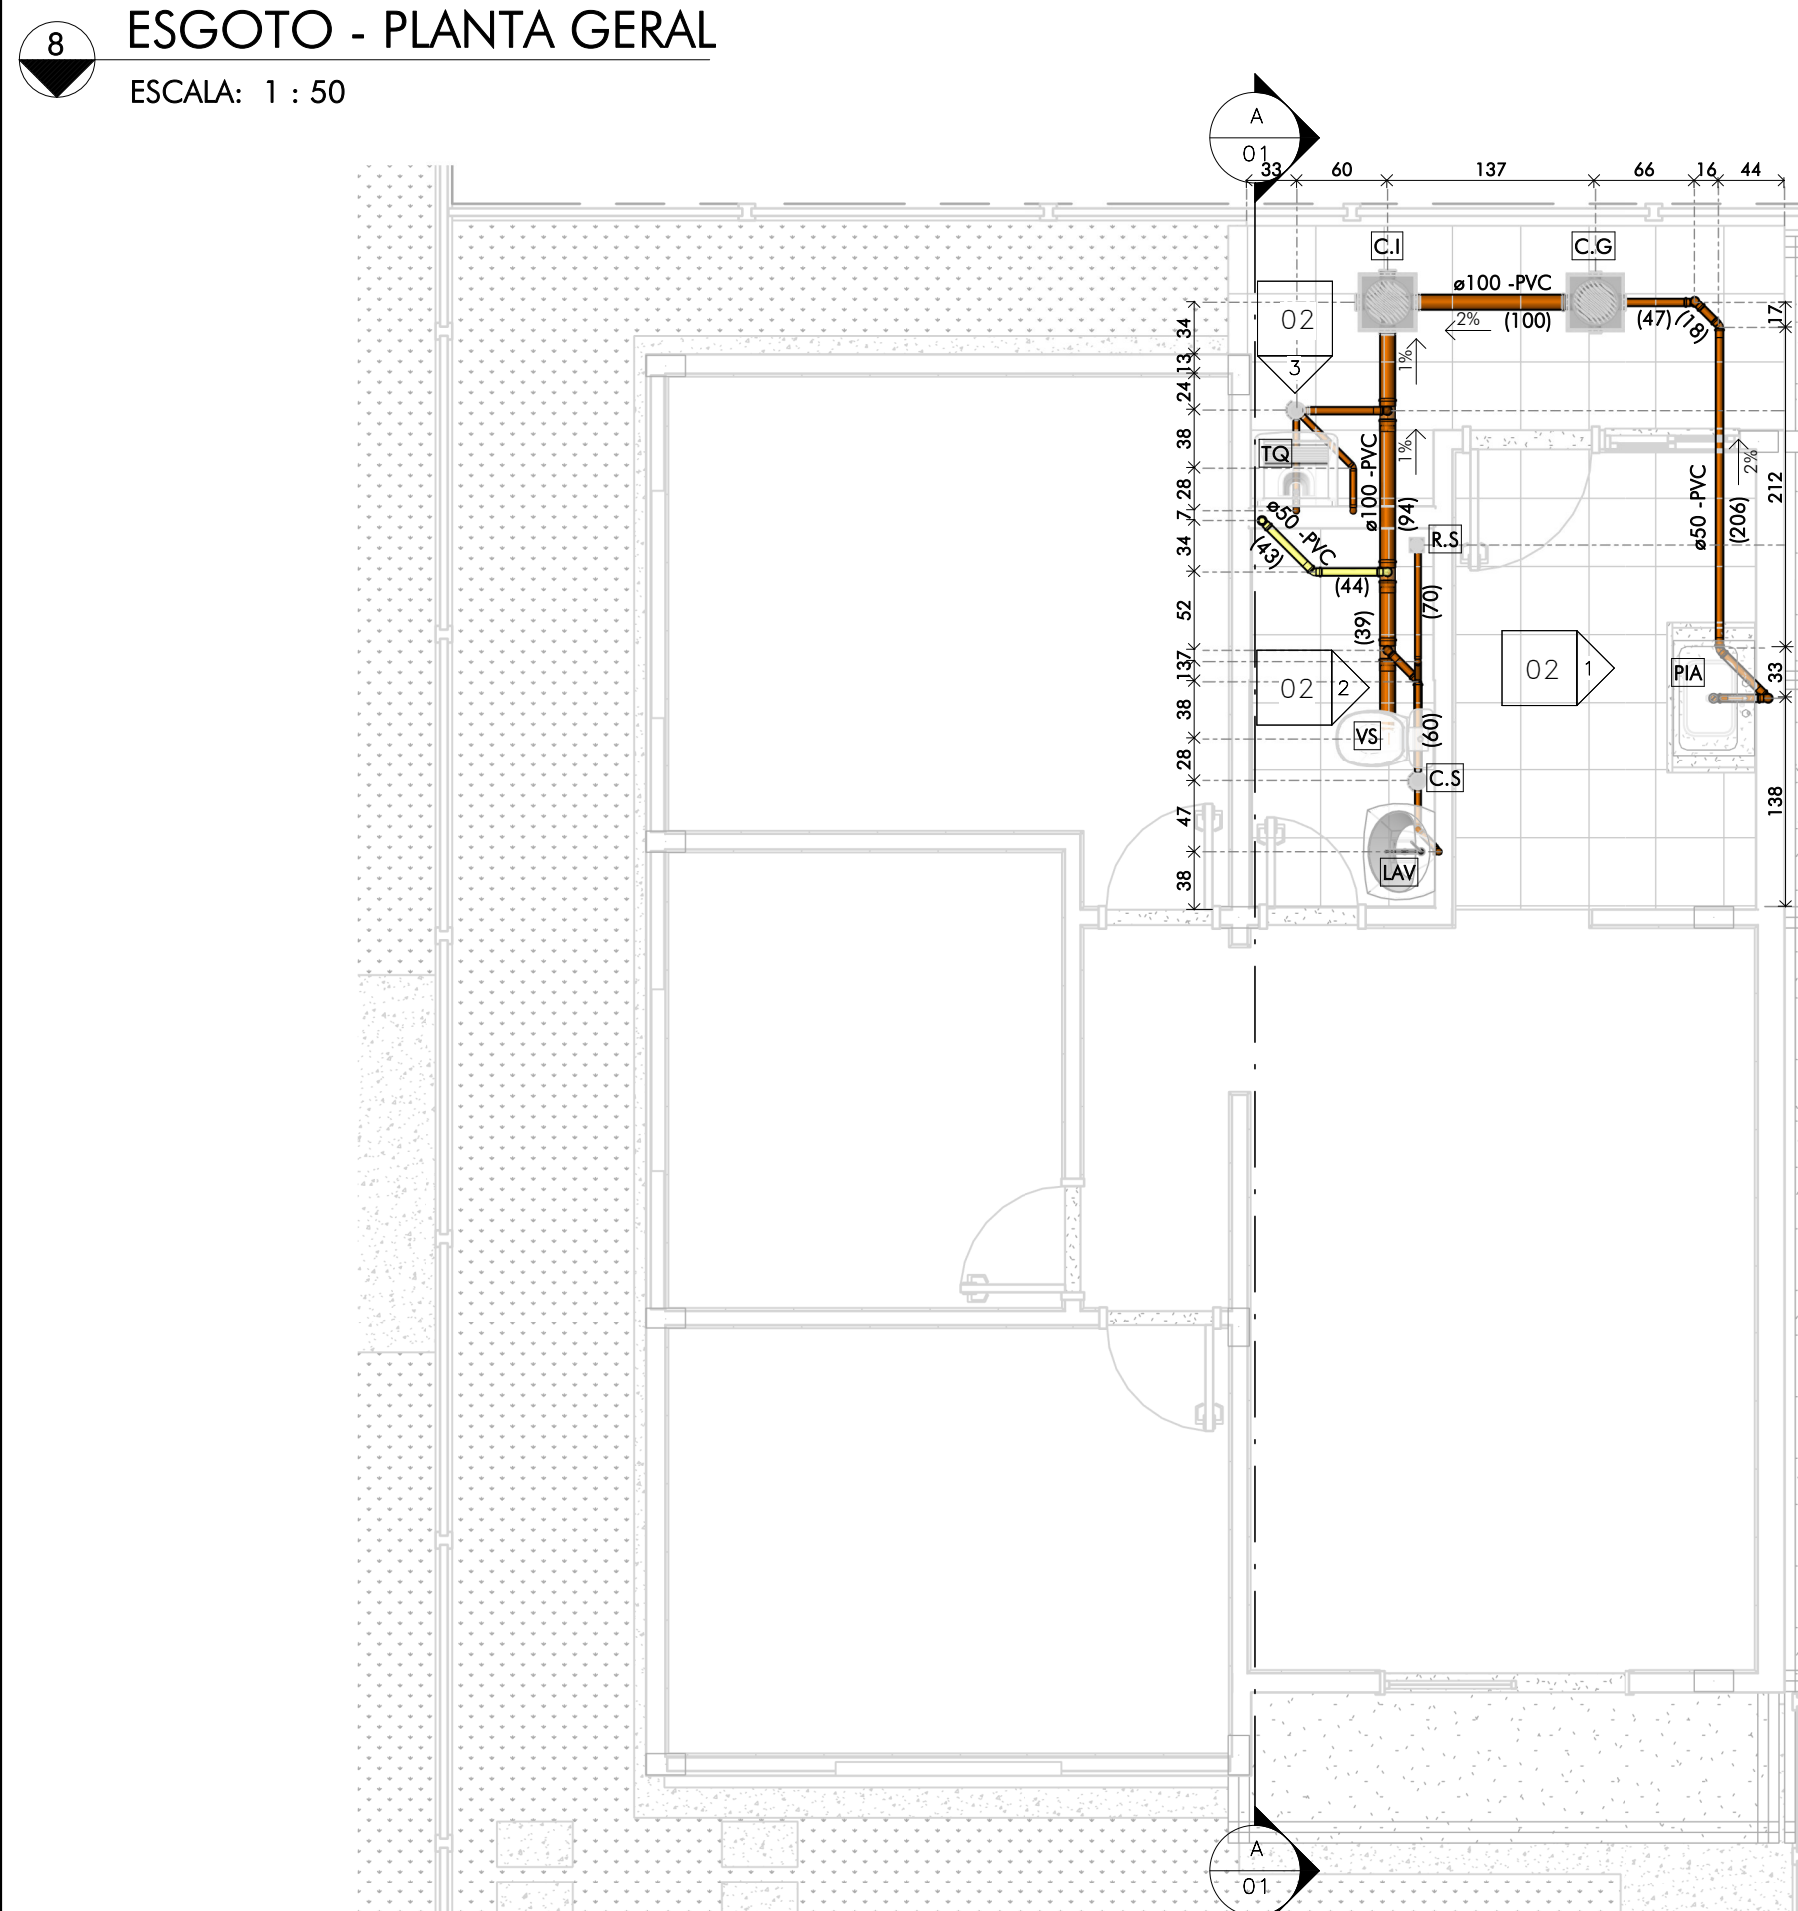 8
ESGOTO - PLANTA GERAL
ESCALA: 1 : 50
A
01
33
60
137
66
16
44
C.I
C.G
ø100 -PVC
2%
(100)
(47)
(18)
17
34
13
24
38
28
7
34
52
7
13
38
28
47
38
02
3
1%
1%
TQ
ø100 -PVC
(94)
ø50 -PVC
(43)
(44)
R.S
(70)
(39)
ø50 -PVC
(206)
2%
212
02
2
02
1
PIA
33
VS
(60)
C.S
138
LAV
A
01